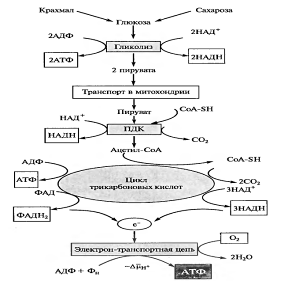 Крахмал Сахароза
Глюкоза
2АДФ 2НАД⁺
Гликолиз
2АТФ 2НАДН
2 пирувата
Транспорт в митохондрии
Пируват CoA-SH
НАД⁺
ПДК
НАДН CO₂
Ацетил-CoA
АДФ CoA-SH
Цикл
трикарбоновых кислот
АТФ 2CO₂
ФАД 3НАД⁺
ФАДН₂ e⁻ 3НАДН
Электрон-транспортная цепь O₂
2H₂O
АДФ + Фн −Δμ̄H⁺ АТФ